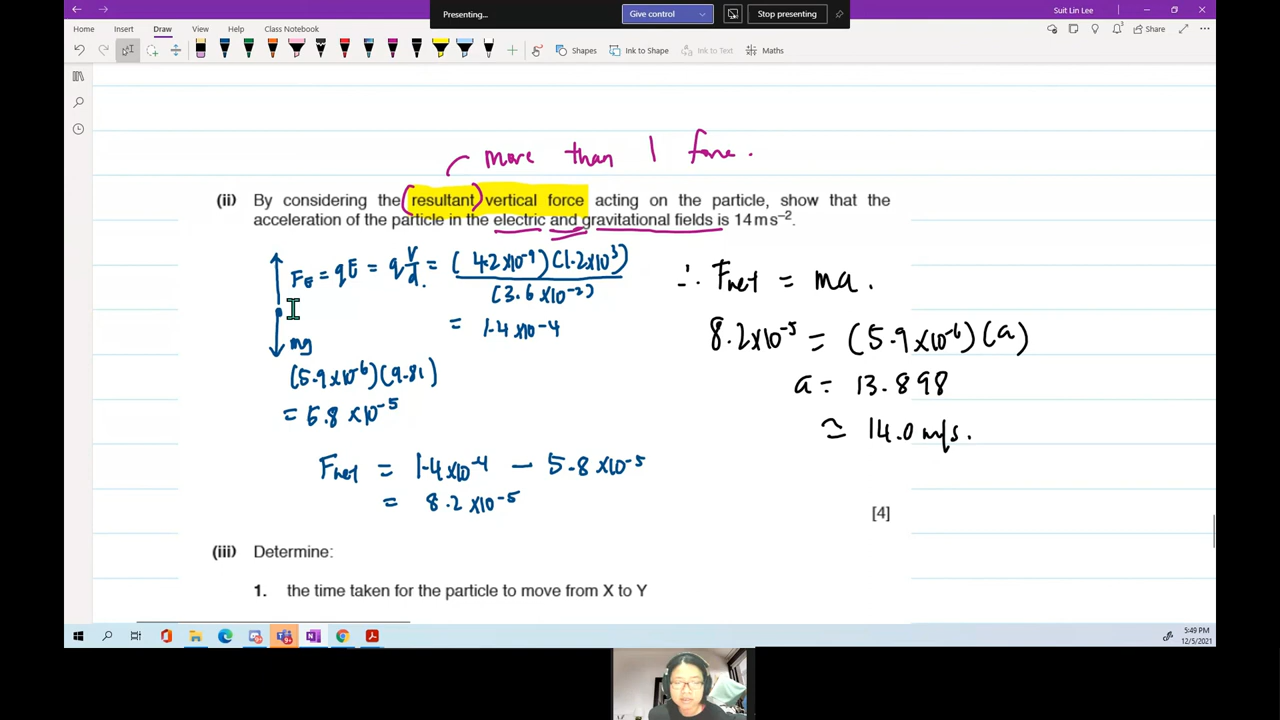 Presenting...
Give control
Stop presenting
Suit Lin Lee
Home Insert Draw View Help Class Notebook
Share
Shapes Ink to Shape Ink to Text Maths
more than 1 force.
(ii) By considering the (resultant) vertical force acting on the particle, show that the
acceleration of the particle in the electric and gravitational fields is 14 m s⁻².
F_E = qE = q V/d = (4.2×10⁻⁹)(1.2×10³)
(3.6×10⁻²)
= 1.4×10⁻⁴
mg
(5.9×10⁻⁶)(9.81)
= 5.8×10⁻⁵
Fnet = 1.4×10⁻⁴ − 5.8×10⁻⁵
= 8.2×10⁻⁵
∴ Fnet = ma.
8.2×10⁻⁵ = (5.9×10⁻⁶)(a)
a = 13.898
≃ 14.0 m/s.
[4]
(iii) Determine:
1. the time taken for the particle to move from X to Y
5:49 PM
12/5/2021